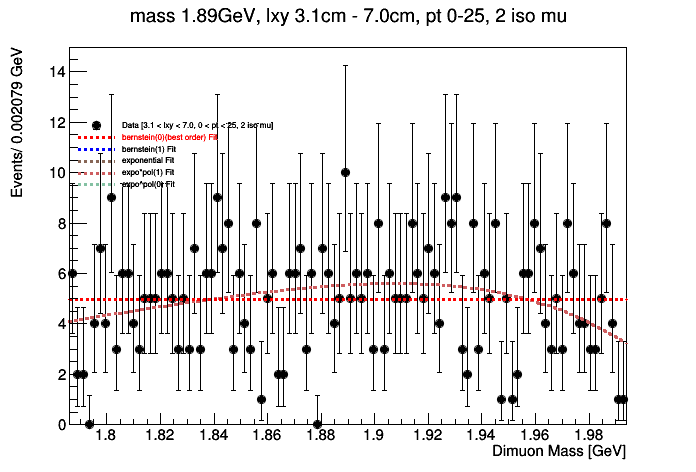 mass 1.89GeV, lxy 3.1cm - 7.0cm, pt 0-25, 2 iso mu
Events/ 0.002079 GeV
14
12
10
8
6
4
2
0
Data [3.1 < lxy < 7.0, 0 < pt < 25, 2 iso mu]
bernstein(0)(best order) Fit
bernstein(1) Fit
exponential Fit
expo*pol(1) Fit
expo*pol(0) Fit
1.8 1.82 1.84 1.86 1.88 1.9 1.92 1.94 1.96 1.98
Dimuon Mass [GeV]